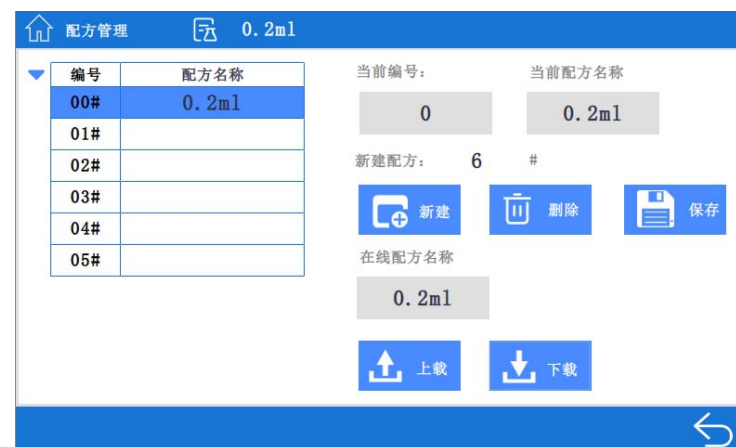 配方管理 0.2ml
编号 配方名称
00# 0.2ml
01#
02#
03#
04#
05#
当前编号： 当前配方名称
0 0.2ml
新建配方： 6 #
新建 删除 保存
在线配方名称
0.2ml
上载 下载